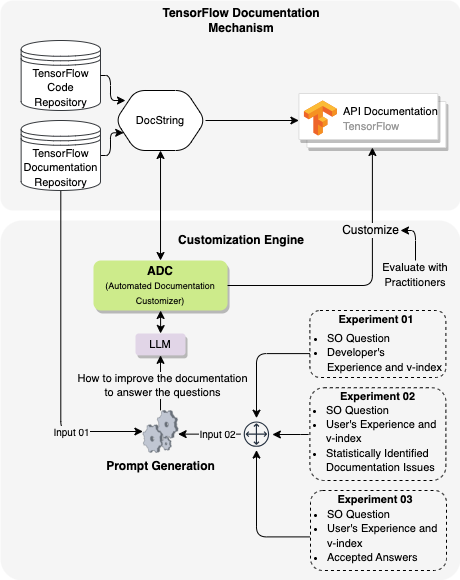 TensorFlow Documentation
Mechanism
TensorFlow
Code
Repository
DocString
API Documentation
TensorFlow
TensorFlow
Documentation
Repository
Customize
Customization Engine
Evaluate with
Practitioners
ADC
(Automated Documentation
Customizer)
LLM
How to improve the documentation
to answer the questions
Input 01
Input 02
Prompt Generation
Experiment 01
• SO Question
• Developer's
Experience and v-index
Experiment 02
• SO Question
• User's Experience and
v-index
• Statistically Identified
Documentation Issues
Experiment 03
• SO Question
• User's Experience and
v-index
• Accepted Answers